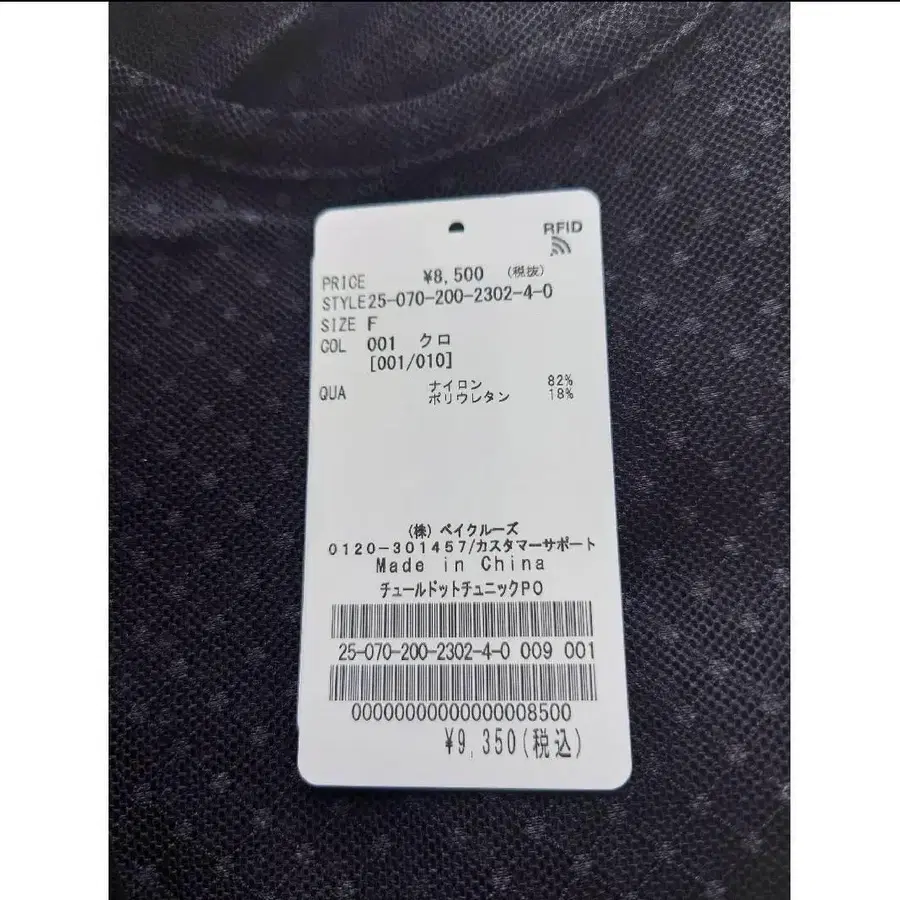 RFID
PRICE ¥8,500 (税抜)
STYLE 25-070-200-2302-4-0
SIZE F
COL 001 クロ
[001/010]
QUA ナイロン 82%
ポリウレタン 18%
(株) ベイクルーズ
0120-301457/カスタマーサポート
Made in China
チュールドットチュニックPO
25-070-200-2302-4-0 009 001
00000000000000008500
¥9,350(税込)